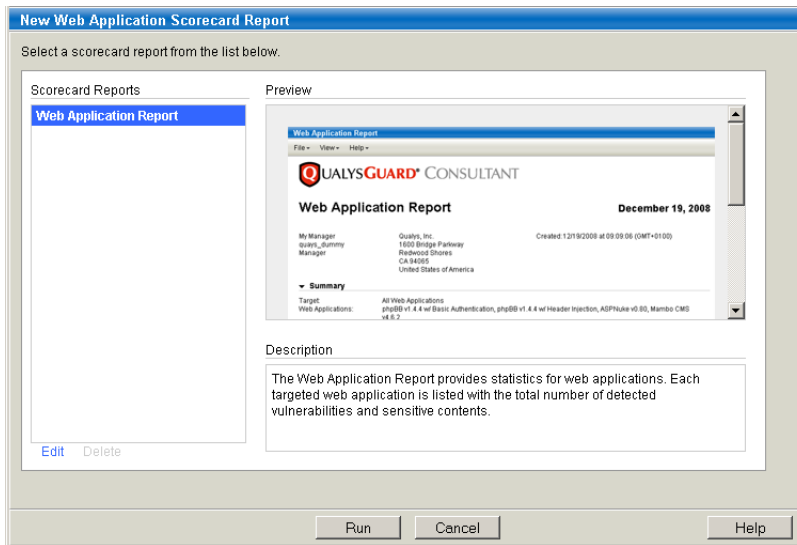 New Web Application Scorecard Report
Select a scorecard report from the list below.
Scorecard Reports
Web Application Report
Edit Delete
Preview
Web Application Report
File View Help
QUALYSGUARD® CONSULTANT
Web Application Report December 19, 2008
My Manager
quays_dummy
Manager
Qualys, Inc.
1600 Bridge Parkway
Redwood Shores
CA 94065
United States of America
Created: 12/19/2008 at 09:09:06 (GMT+0100)
Summary
Target: All Web Applications
Web Applications: phpBB v1.4.4 w/ Basic Authentication, phpBB v1.4.4 w/ Header Injection, ASPNuke v0.80, Mambo CMS
v4.6.2
Description
The Web Application Report provides statistics for web applications. Each
targeted web application is listed with the total number of detected
vulnerabilities and sensitive contents.
Run Cancel Help